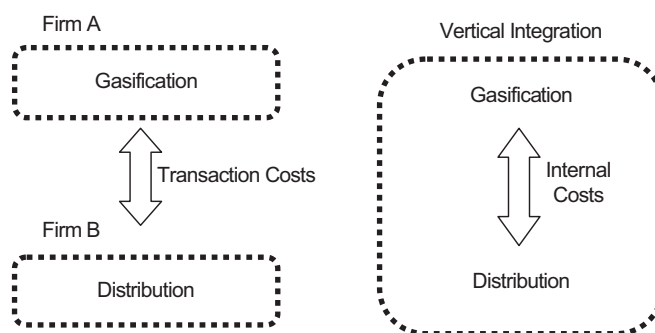 Firm A
Gasification
Transaction Costs
Firm B
Distribution
Vertical Integration
Gasification
Internal
Costs
Distribution